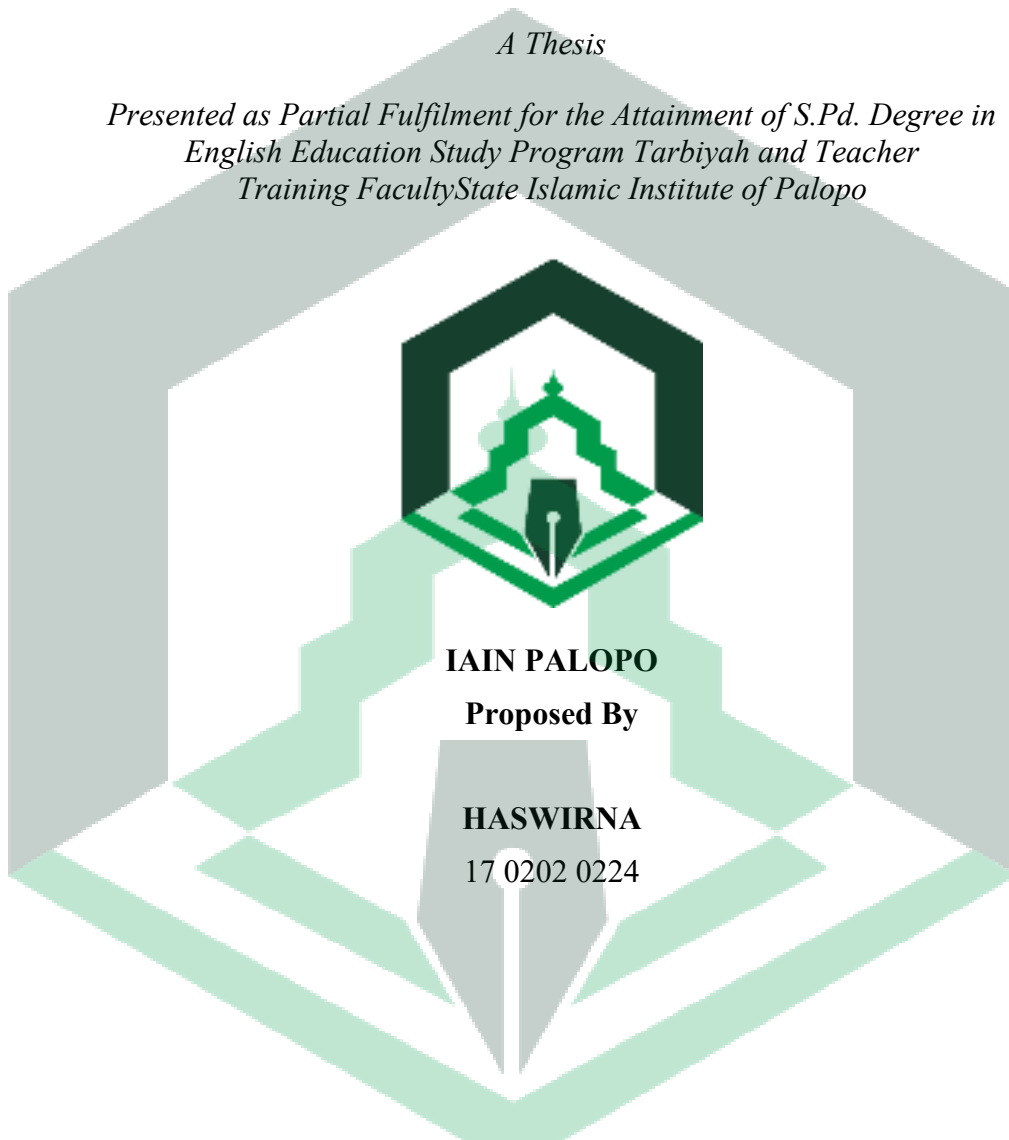 A Thesis
Presented as Partial Fulfilment for the Attainment of S.Pd. Degree in
English Education Study Program Tarbiyah and Teacher
Training FacultyState Islamic Institute of Palopo
IAIN PALOPO
Proposed By
HASWIRNA
17 0202 0224